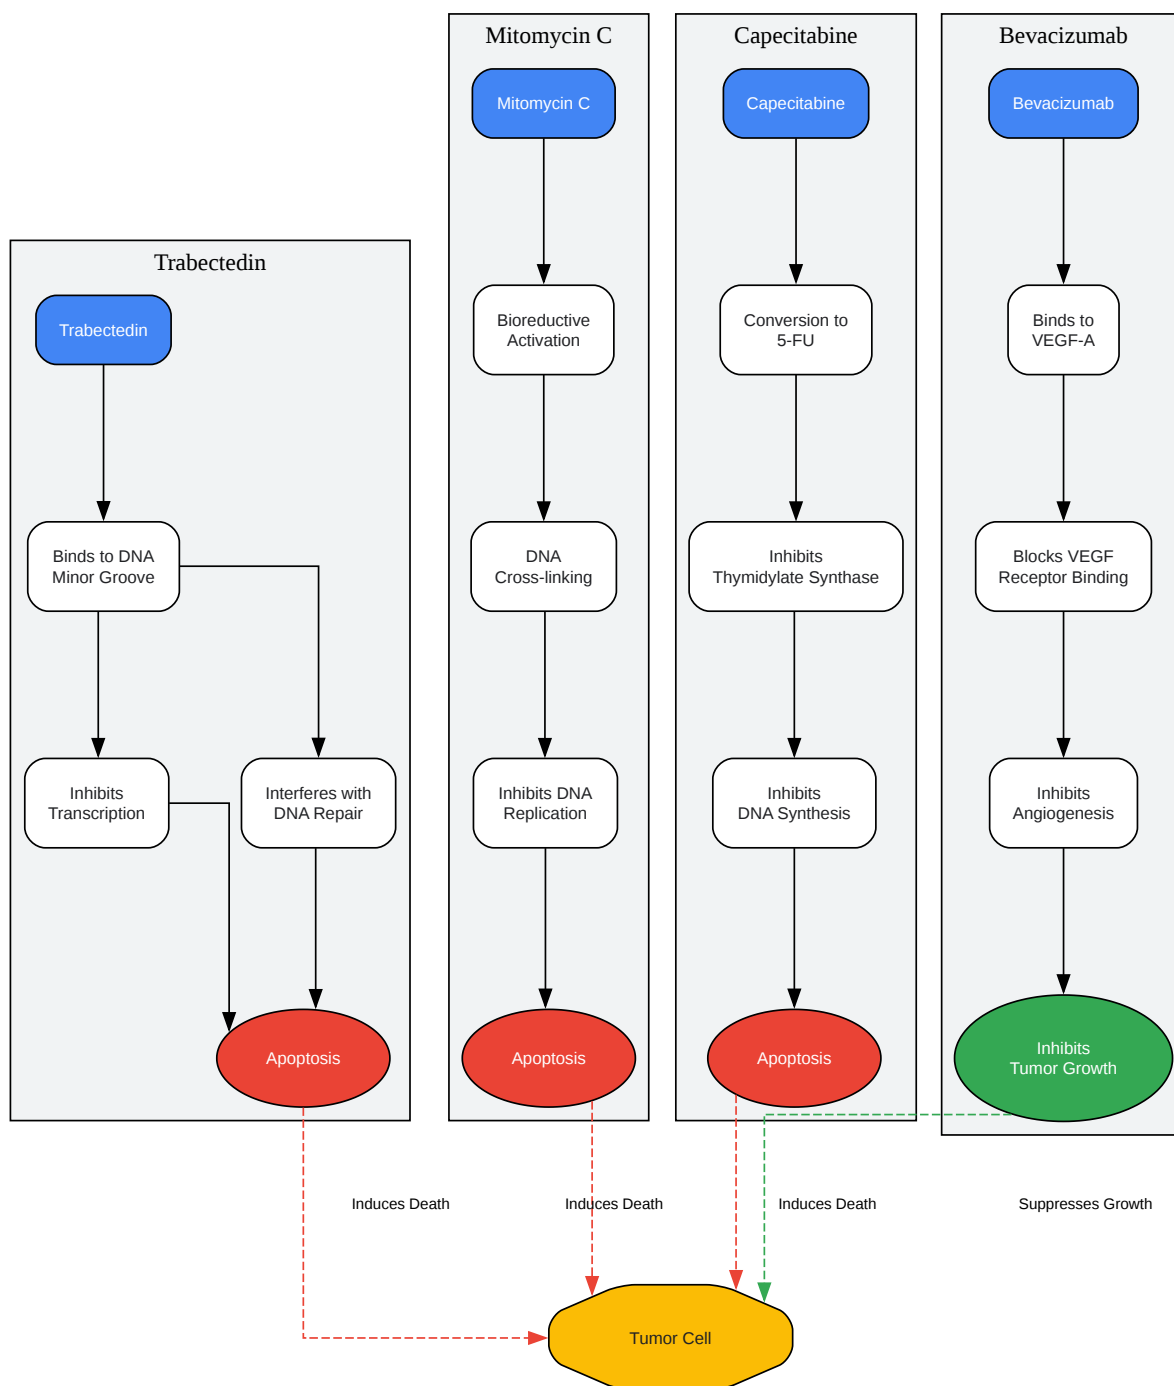 Trabectedin
Trabectedin
Binds to DNA
Minor Groove
Inhibits
Transcription
Interferes with
DNA Repair
Apoptosis
Mitomycin C
Mitomycin C
Bioreductive
Activation
DNA
Cross-linking
Inhibits DNA
Replication
Apoptosis
Capecitabine
Capecitabine
Conversion to
5-FU
Inhibits
Thymidylate Synthase
Inhibits
DNA Synthesis
Apoptosis
Bevacizumab
Bevacizumab
Binds to
VEGF-A
Blocks VEGF
Receptor Binding
Inhibits
Angiogenesis
Inhibits
Tumor Growth
Induces Death
Induces Death
Induces Death
Suppresses Growth
Tumor Cell